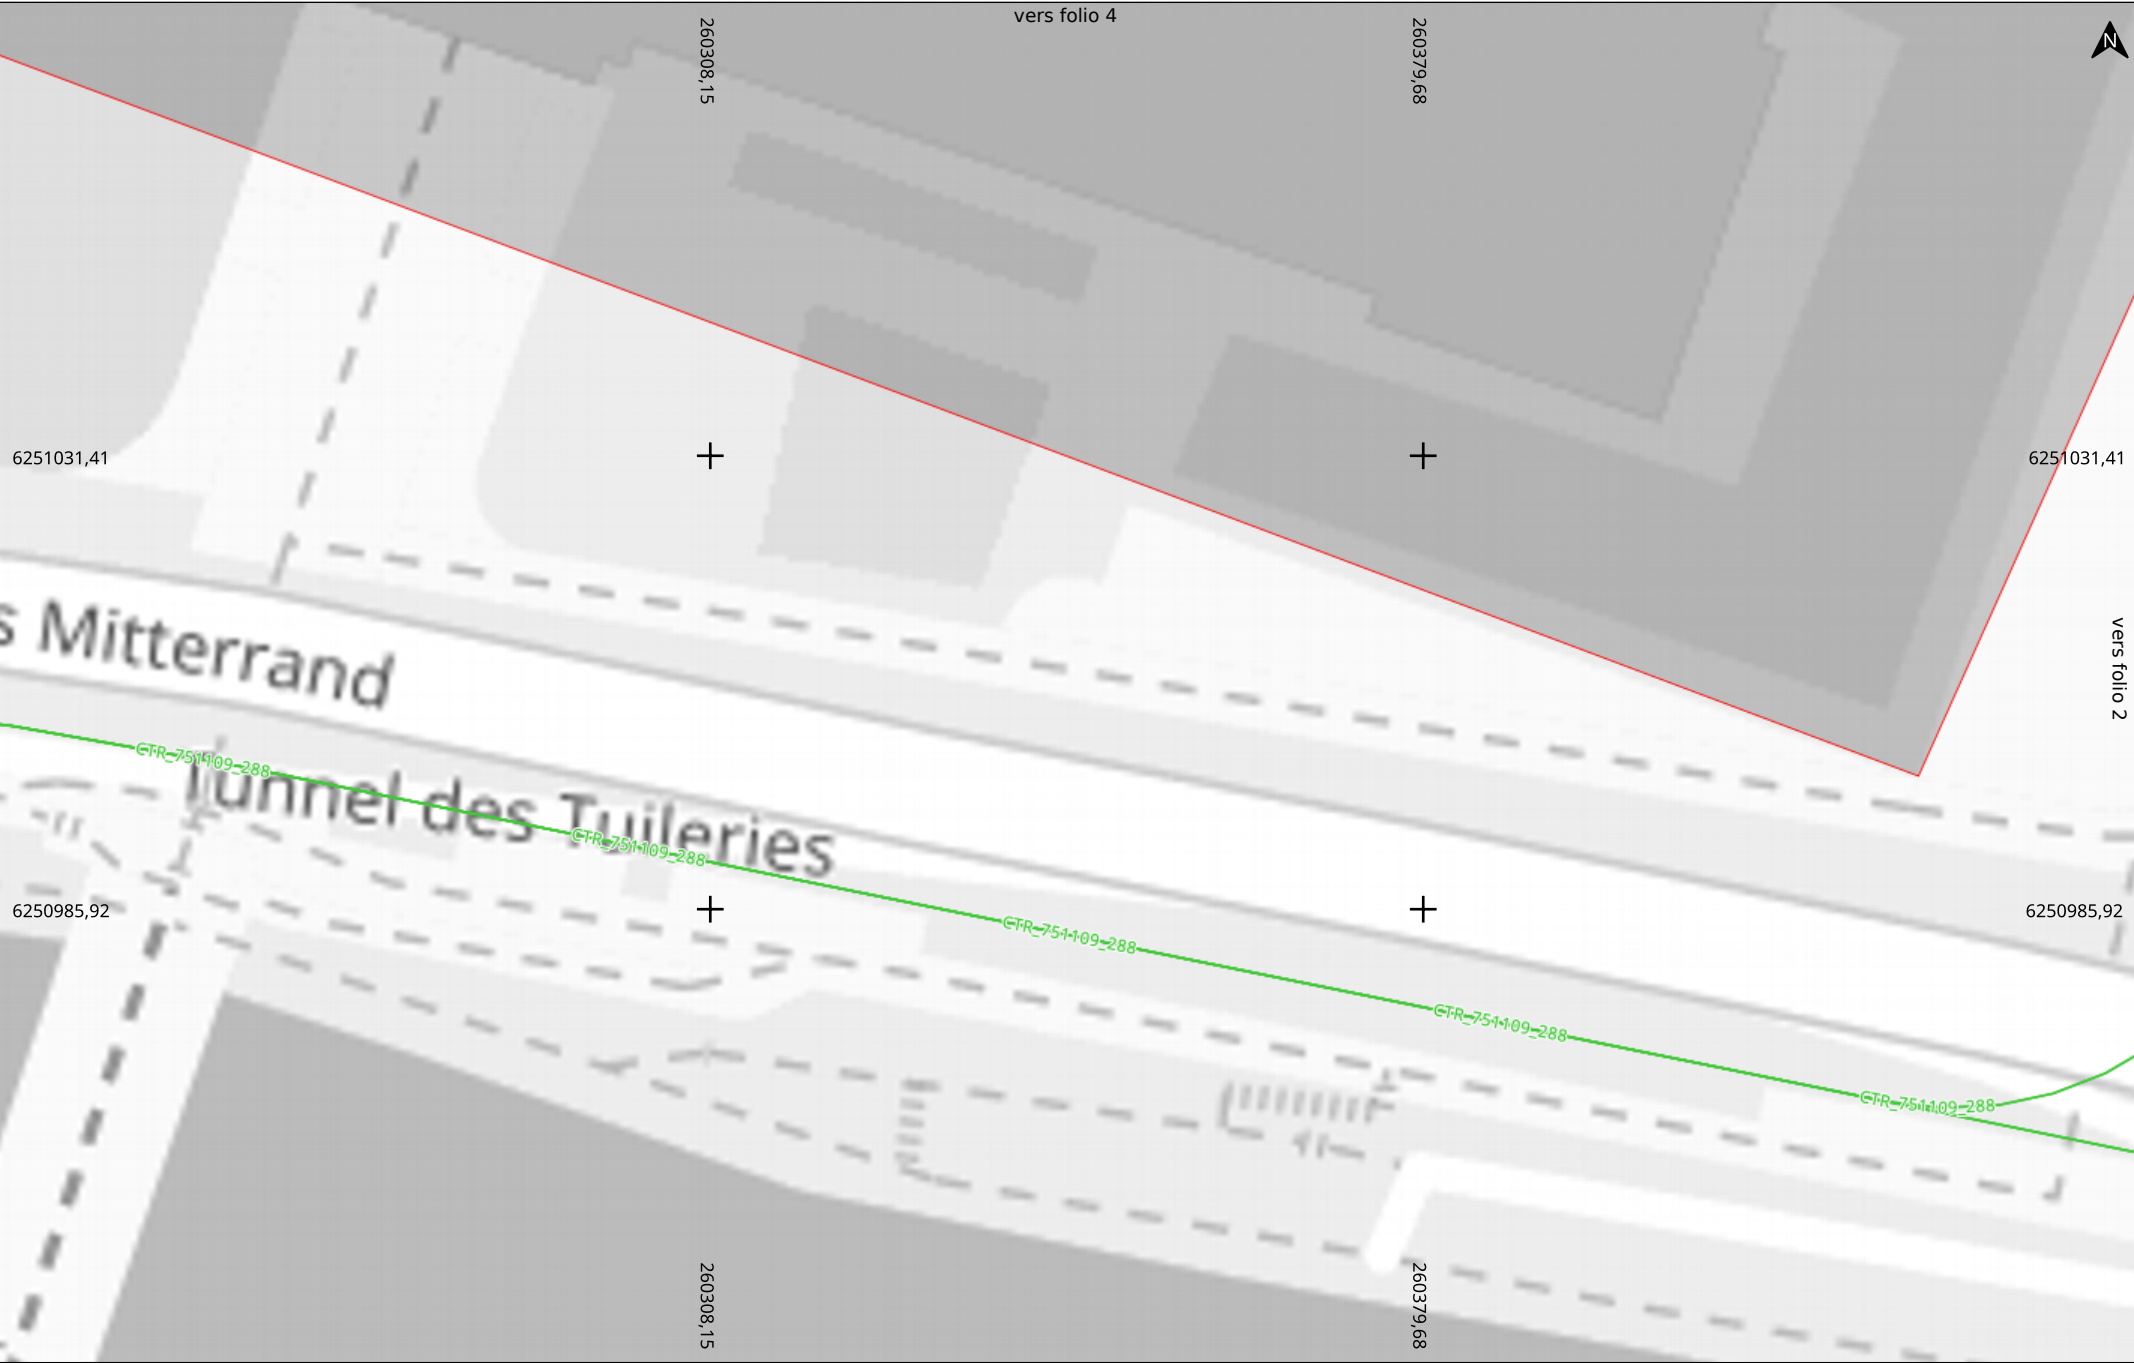 vers folio 4
260308,15
260379,68
N
6251031,41
6251031,41
s Mitterrand
vers folio 2
CTR_751109_288
Tunnel des Tuileries
CTR_751109_288
6250985,92
6250985,92
CTR_751109_288
CTR_751109_288
CTR_751109_288
260308,15
260379,68